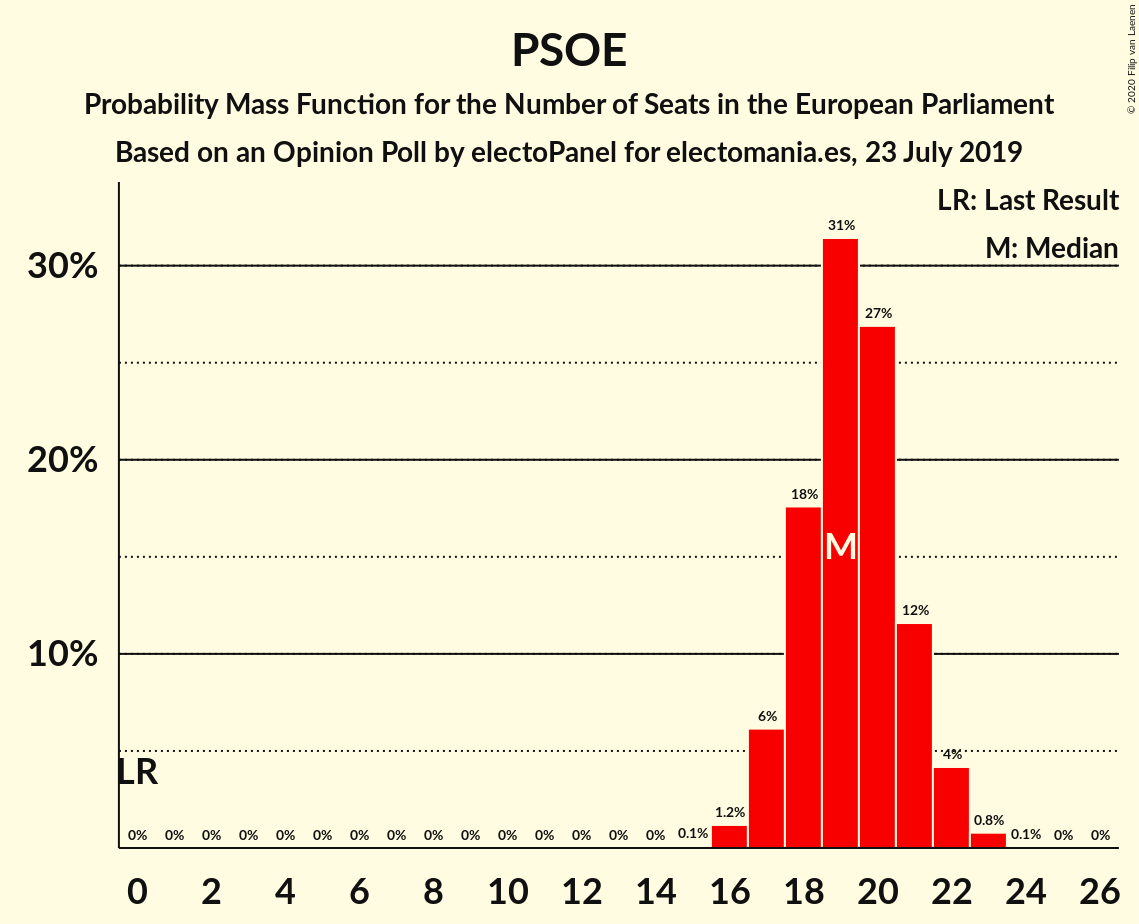 PSOE
Probability Mass Function for the Number of Seats in the European Parliament
Based on an Opinion Poll by electoPanel for electomania.es, 23 July 2019
© 2020 Filip van Laenen
LR: Last Result
M: Median
30%
20%
10%
LR
M
0% 0% 0% 0% 0% 0% 0% 0% 0% 0% 0% 0% 0% 0% 0% 0.1% 1.2% 6% 18% 31% 27% 12% 4% 0.8% 0.1% 0% 0%
0 2 4 6 8 10 12 14 16 18 20 22 24 26